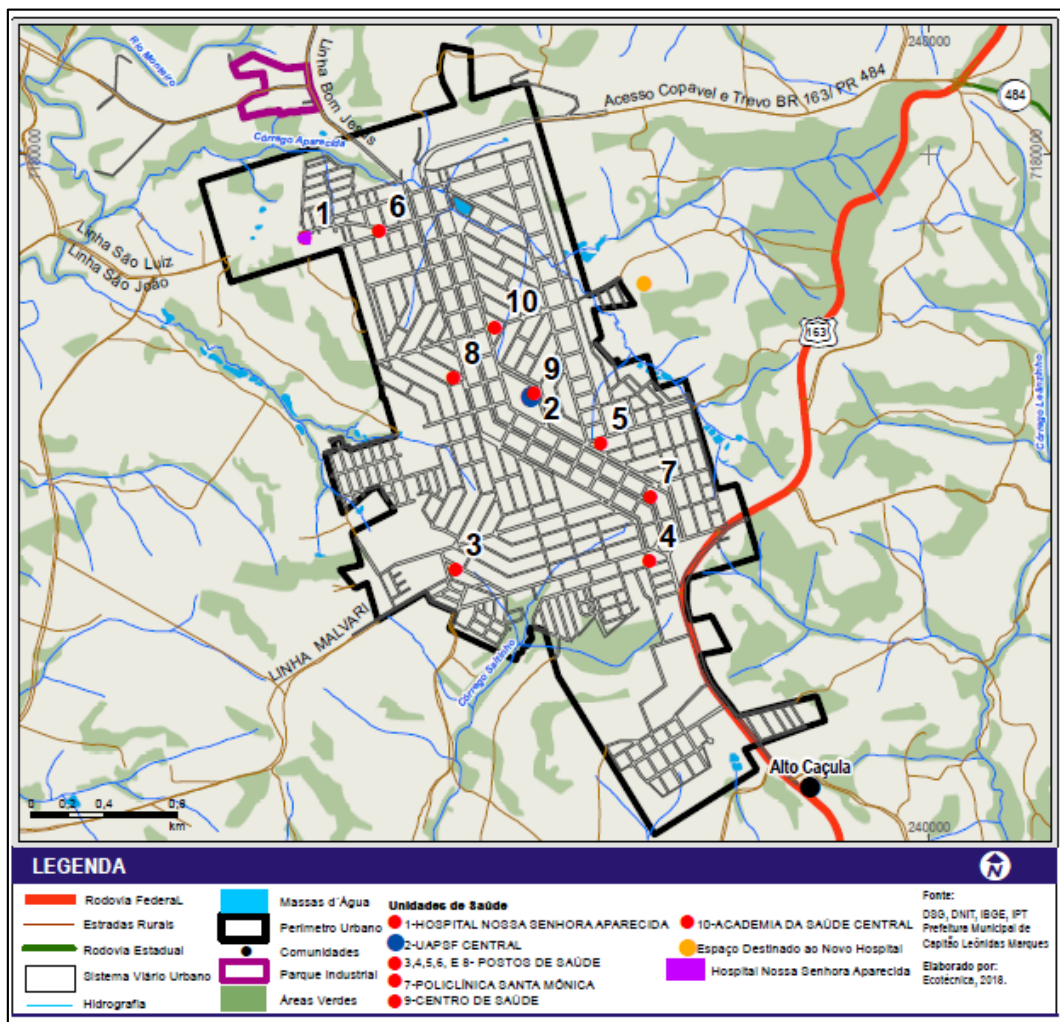 Rio Monteiro
Linha Bom Jesus
248000
Acesso Copavel e Trevo BR 163/ PR 484
484
7180000
7180000
Córrego Aparecida
1
6
Linha São Luiz
Linha São João
10
163
8
9
2
5
Córrego Leãozinho
7
4
3
LINHA MALVARI
Córrego Saltinho
Alto Caçula
0 0,2 0,4 0,8
km
240000
LEGENDA
N
Rodovia FederaL
Estradas Rurais
Rodovia Estadual
Sistema Viário Urbano
Hidrografia
Massas d´Água
Perímetro Urbano
Comunidades
Parque Industrial
Áreas Verdes
Unidades de Saúde
1-HOSPITAL NOSSA SENHORA APARECIDA
2-UAPSF CENTRAL
3,4,5,6, E 8- POSTOS DE SAÚDE
7-POLICLÍNICA SANTA MÔNICA
9-CENTRO DE SAÚDE
10-ACADEMIA DA SAÚDE CENTRAL
Espaço Destinado ao Novo Hospital
Hospital Nossa Senhora Aparecida
Fonte:
DSG, DNIT, IBGE, IPT
Prefeitura Municipal de
Capitão Leônidas Marques
Elaborado por:
Ecotécnica, 2018.